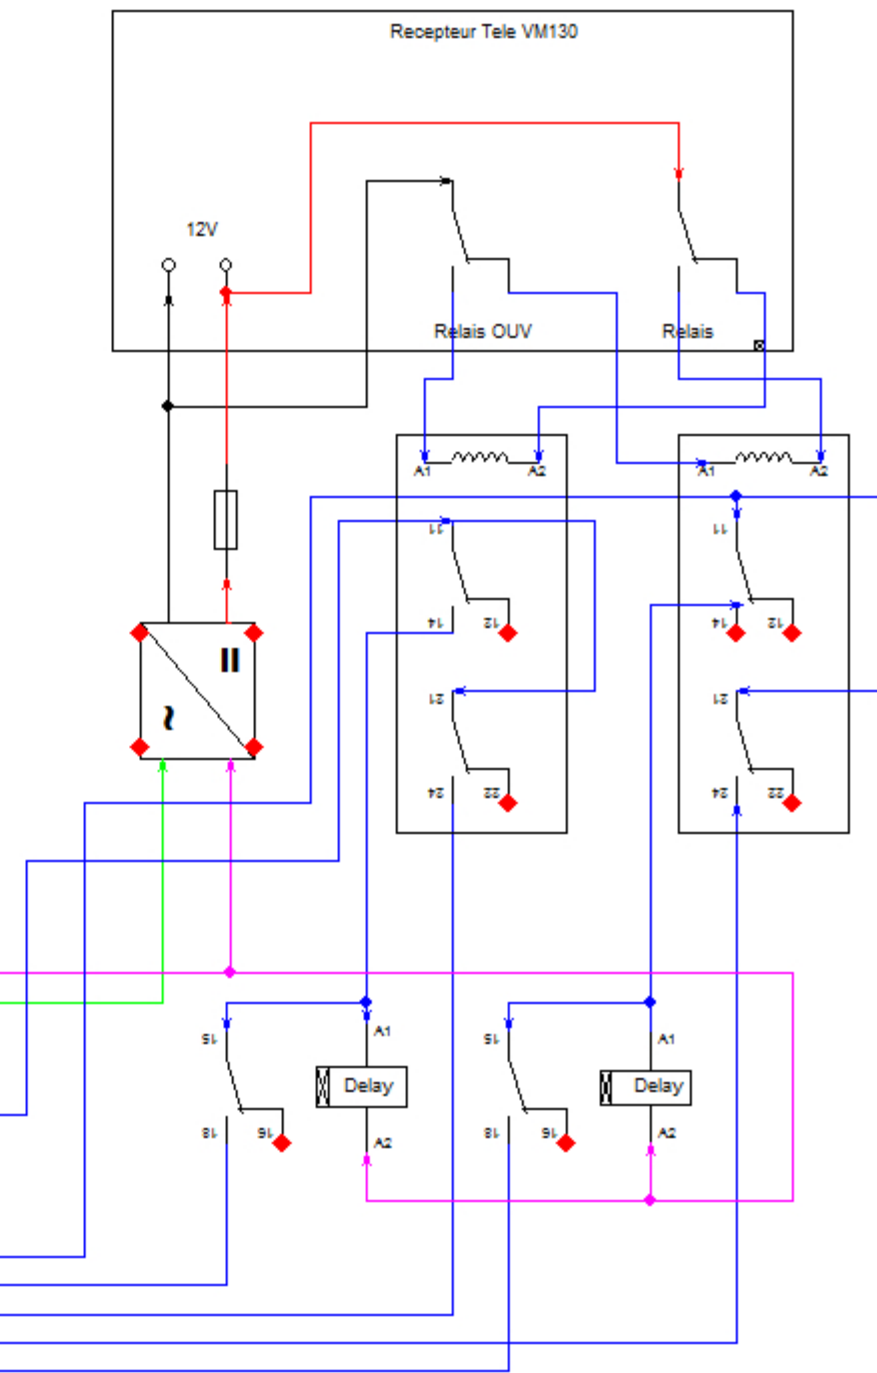 Recepteur Tele VM130
12V
Relais OUV
Relais
A1
A2
A1
A2
11
11
14
12
14
12
21
21
24
22
24
22
15
A1
15
A1
Delay
Delay
18
16
A2
18
16
A2